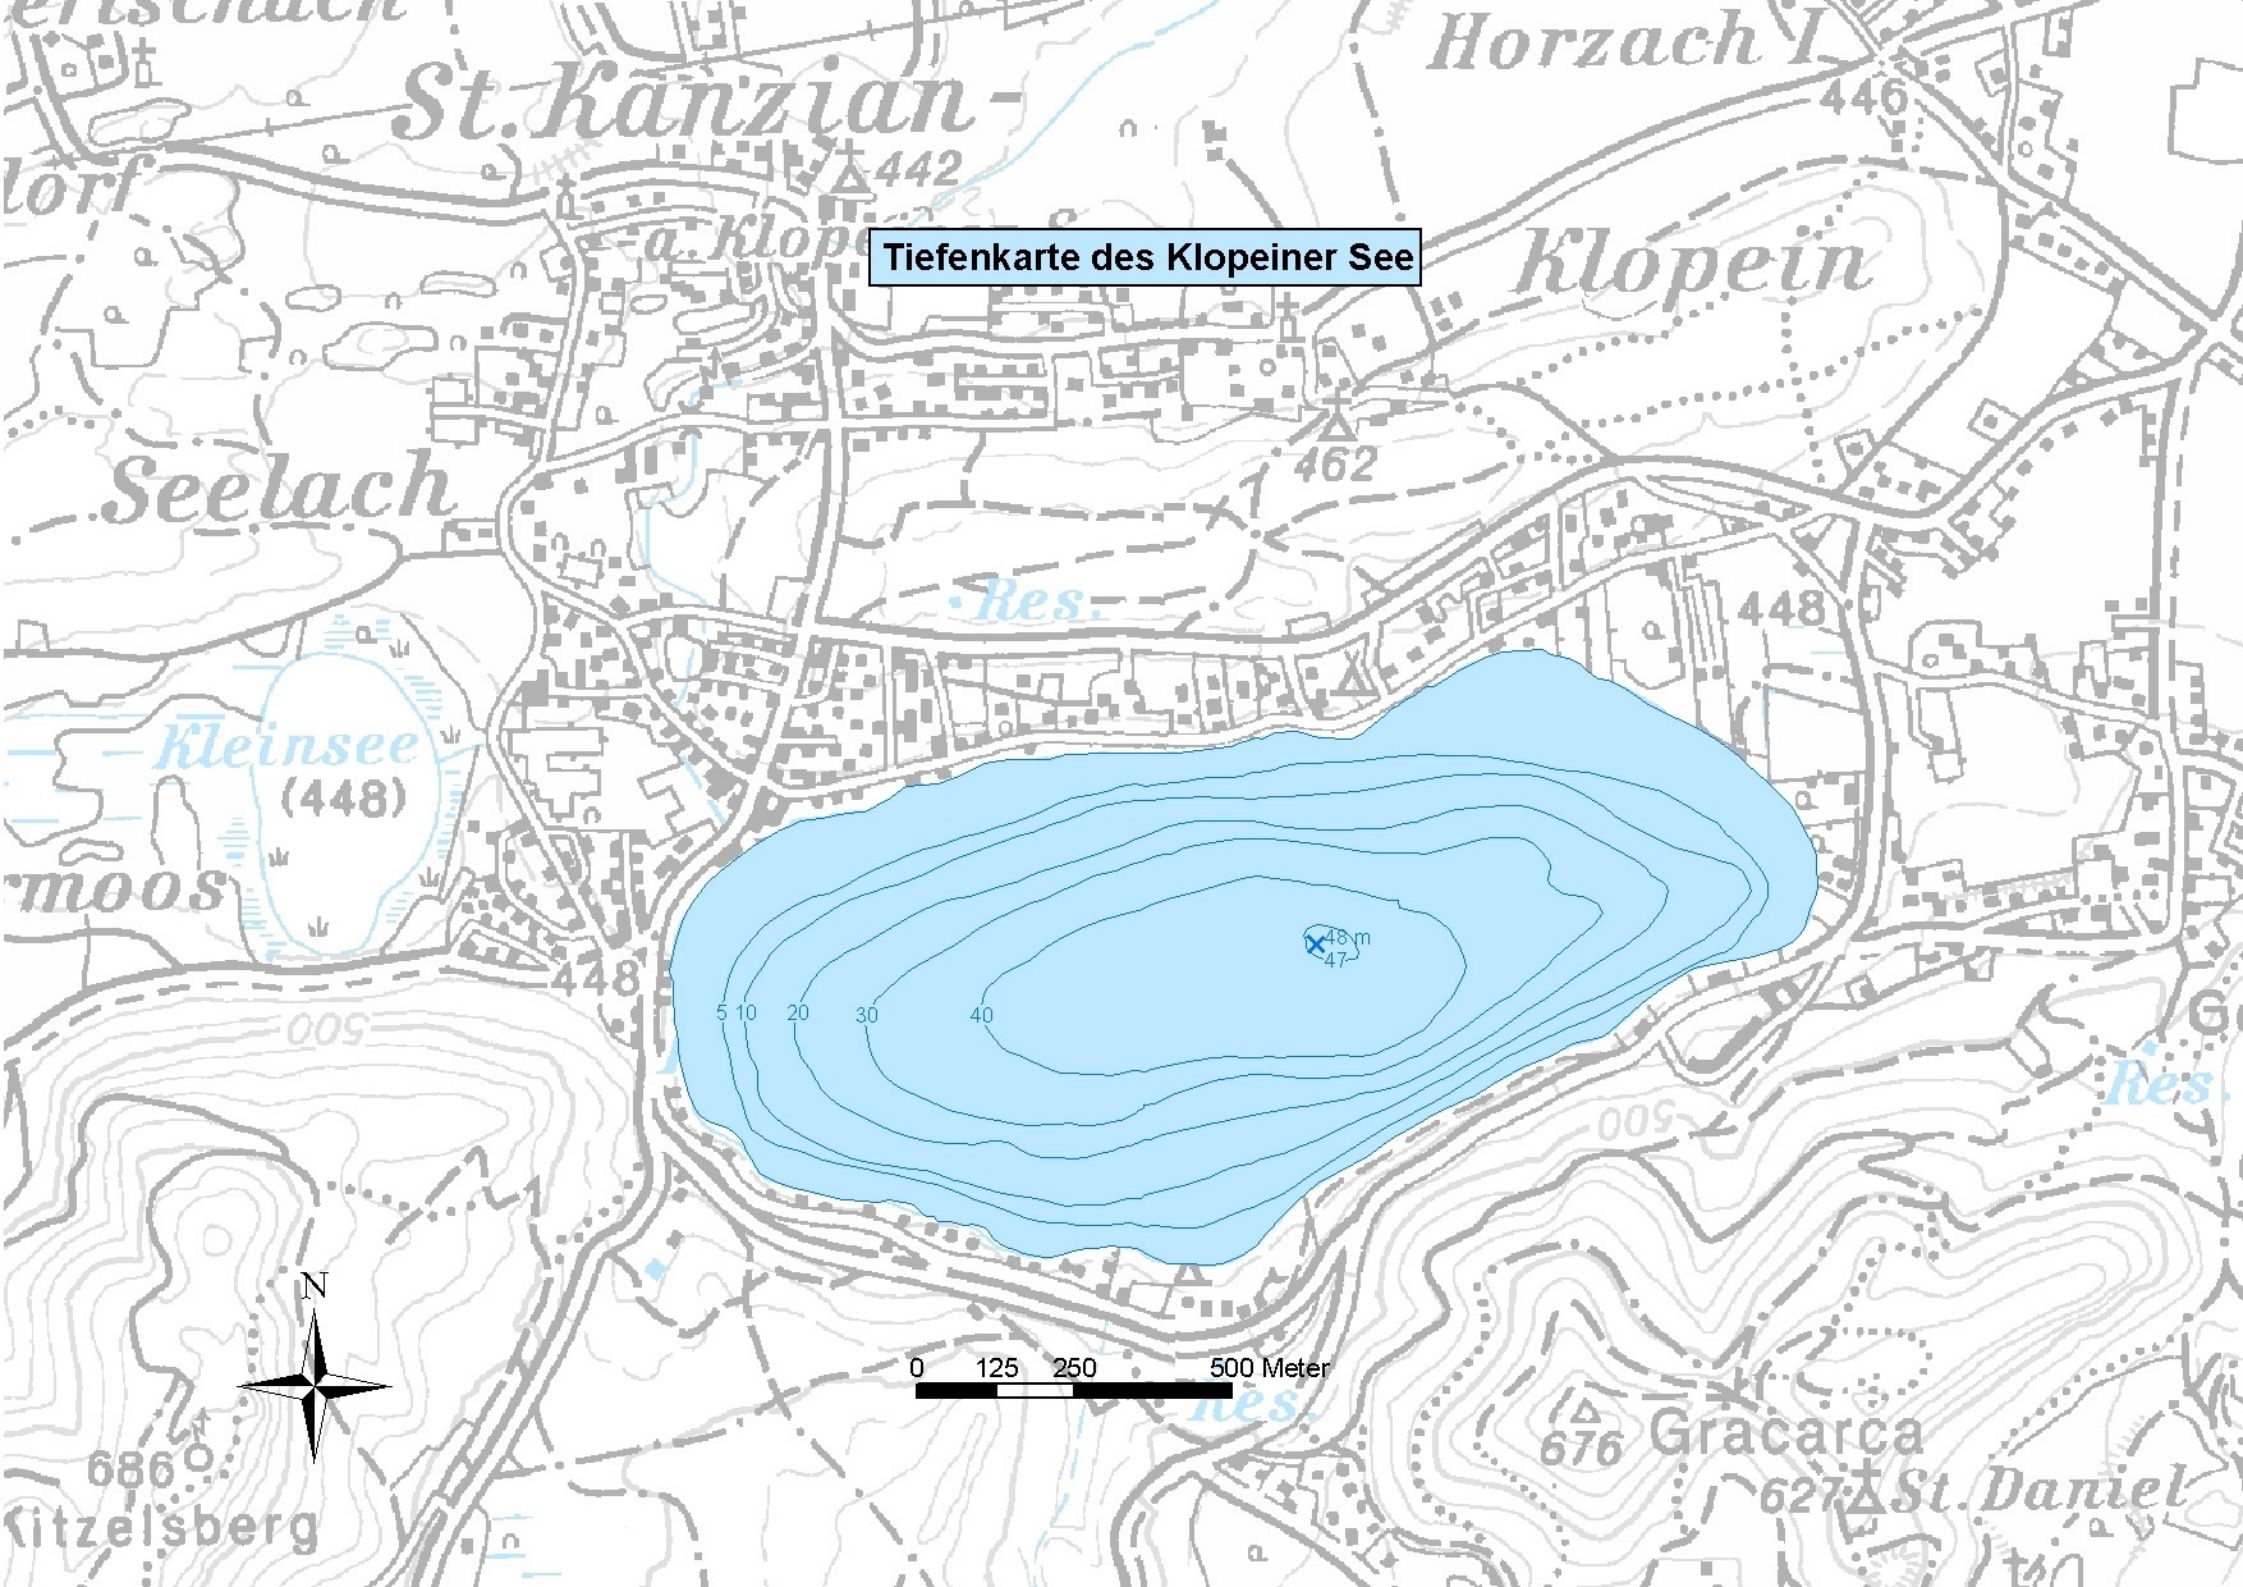 St. Kanzian-
Horzach I
446
442
Tiefenkarte des Klopeiner See
Klopein
462
Seelach
Res.
448
Kleinsee
(448)
rmoos
48 m
47
448
5 10 20 30 40
500
Res.
500
N
0 125 250 500 Meter
Res.
676
Gracarca
686
627
St. Daniel
Kitzelsberg